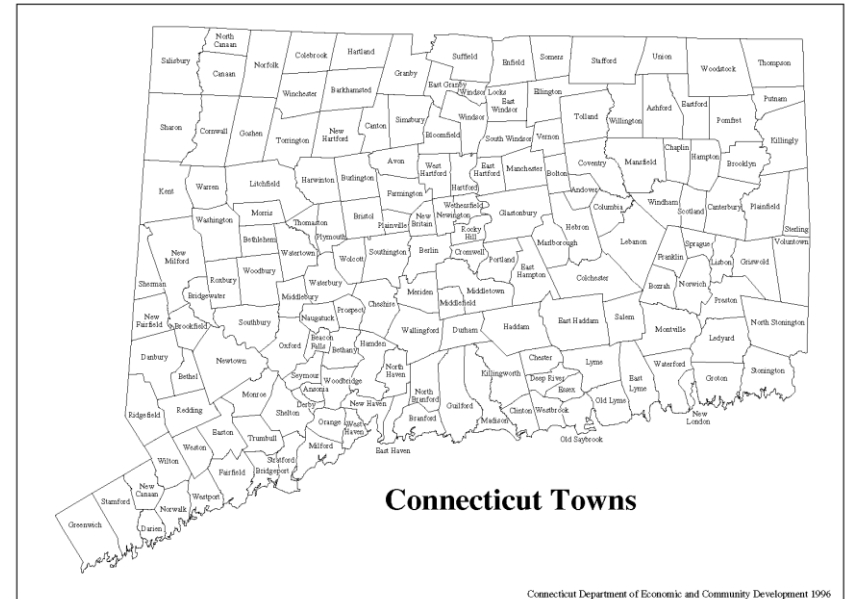 North
Canaan
Salisbury
Canaan
Norfolk
Colebrook
Hartland
Granby
Suffield
Enfield
Somers
Stafford
Union
Woodstock
Thompson
Winchester
Barkhamsted
East Granby
Windsor Locks
East
Windsor
Ellington
Putnam
Sharon
Cornwall
Goshen
Torrington
New
Hartford
Canton
Simsbury
Bloomfield
Windsor
South Windsor
Vernon
Tolland
Willington
Ashford
Eastford
Pomfret
Killingly
Kent
Warren
Litchfield
Harwinton
Burlington
Avon
Farmington
West
Hartford
Hartford
East
Hartford
Manchester
Bolton
Coventry
Andover
Mansfield
Chaplin
Hampton
Brooklyn
Washington
Morris
Bethlehem
Thomaston
Plymouth
Bristol
Plainville
New
Britain
Wethersfield
Newington
Rocky
Hill
Glastonbury
Hebron
Columbia
Windham
Scotland
Canterbury
Plainfield
Sterling
Voluntown
New
Milford
Sherman
Roxbury
Bridgewater
Woodbury
Watertown
Wolcott
Southington
Berlin
Cromwell
Portland
East
Hampton
Marlborough
Lebanon
Colchester
Franklin
Sprague
Lisbon
Griswold
Bozrah
Norwich
Preston
New
Fairfield
Brookfield
Southbury
Middlebury
Waterbury
Naugatuck
Prospect
Cheshire
Meriden
Middletown
Middlefield
Wallingford
Durham
Haddam
East Haddam
Salem
Montville
Ledyard
North Stonington
Danbury
Bethel
Newtown
Oxford
Beacon
Falls
Bethany
Hamden
North
Haven
Seymour
Woodbridge
Ansonia
Derby
New Haven
North
Branford
Guilford
Killingworth
Chester
Deep River
Essex
Lyme
East
Lyme
Waterford
Groton
Stonington
Ridgefield
Redding
Monroe
Shelton
Orange
West
Haven
Branford
Madison
Clinton
Westbrook
Old Lyme
New
London
Old Saybrook
East Haven
Milford
Easton
Trumbull
Stratford
Bridgeport
Wilton
Weston
Fairfield
New
Canaan
Westport
Norwalk
Stamford
Greenwich
Darien
Connecticut Towns
Connecticut Department of Economic and Community Development 1996